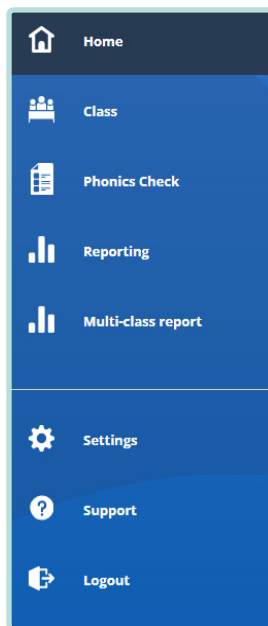 Home
Class
Phonics Check
Reporting
Multi-class report
Settings
Support
Logout